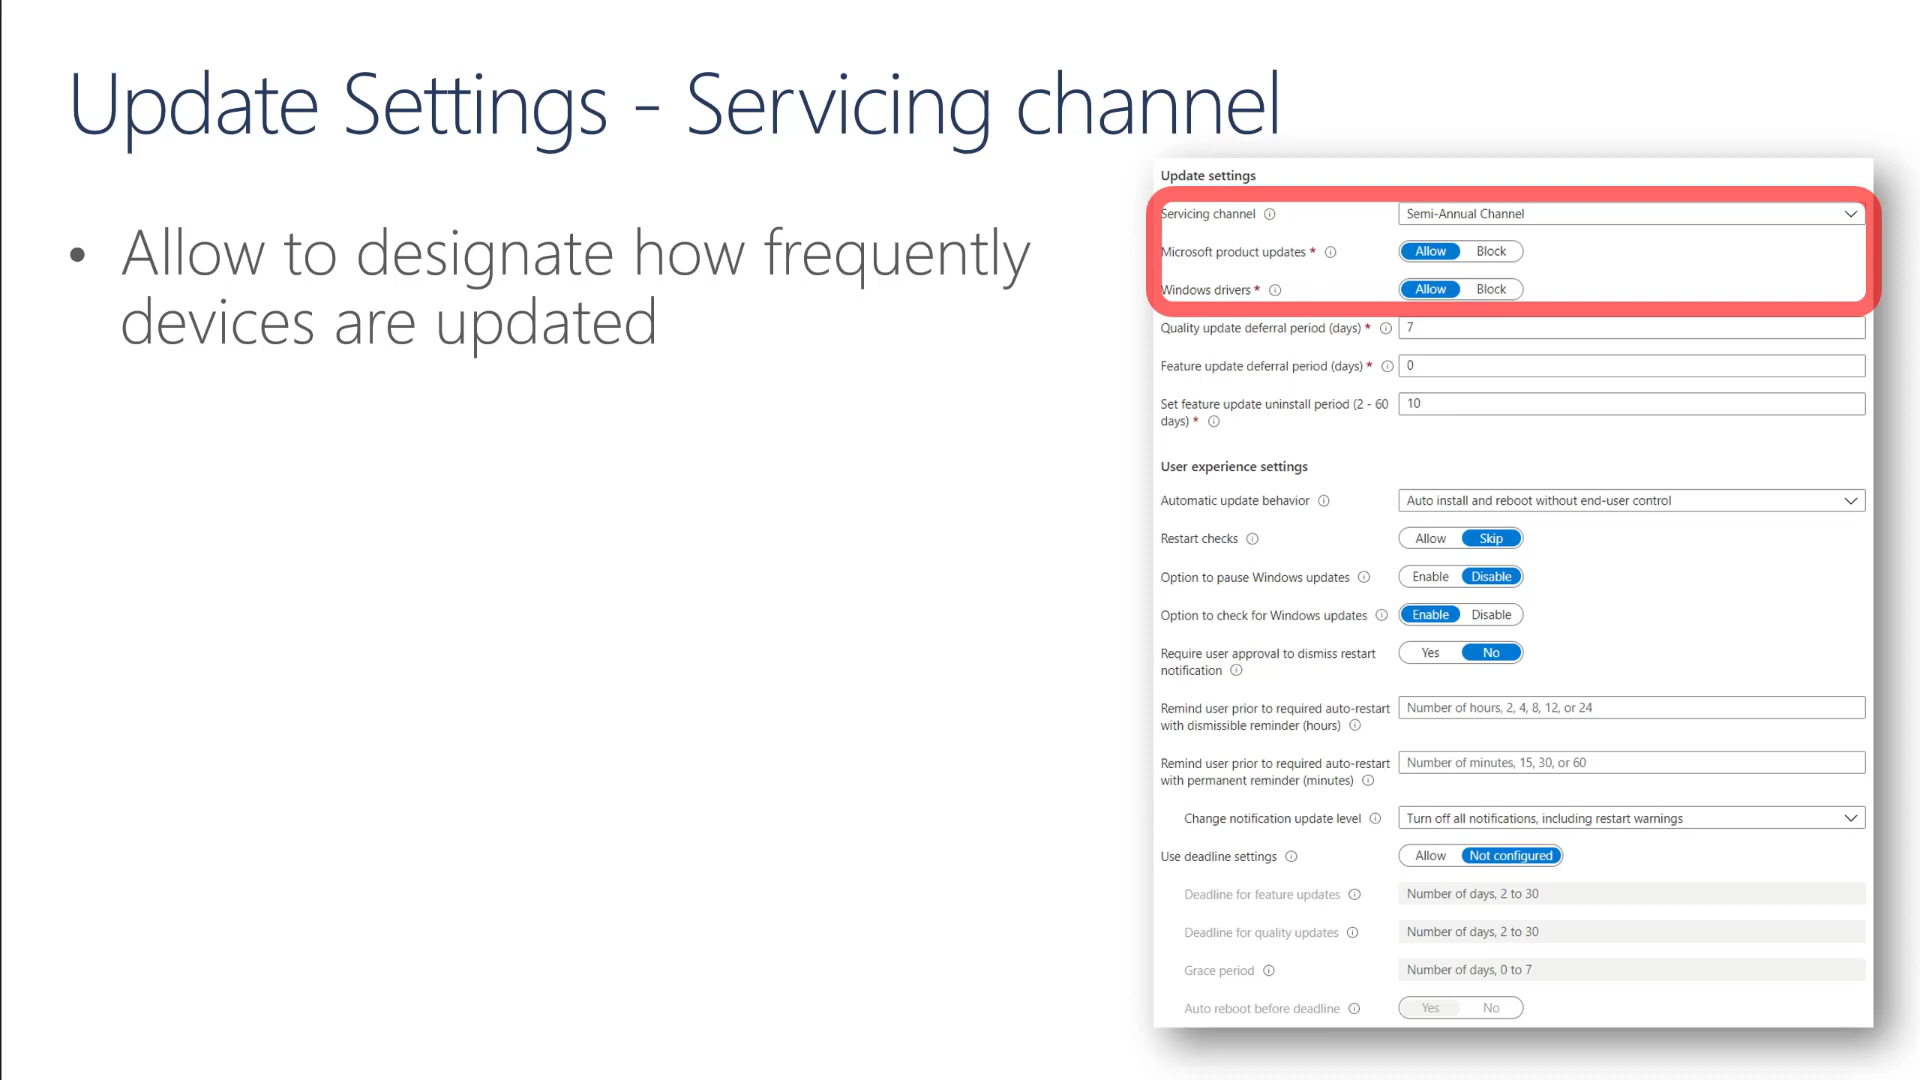 Update Settings - Servicing channel
• Allow to designate how frequently
devices are updated
Update settings
Servicing channel Semi-Annual Channel
Microsoft product updates * Allow Block
Windows drivers * Allow Block
Quality update deferral period (days) * 7
Feature update deferral period (days) * 0
Set feature update uninstall period (2 - 60 10
days) *
User experience settings
Automatic update behavior Auto install and reboot without end-user control
Restart checks Allow Skip
Option to pause Windows updates Enable Disable
Option to check for Windows updates Enable Disable
Require user approval to dismiss restart Yes No
notification
Remind user prior to required auto-restart Number of hours, 2, 4, 8, 12, or 24
with dismissible reminder (hours)
Remind user prior to required auto-restart Number of minutes, 15, 30, or 60
with permanent reminder (minutes)
Change notification update level Turn off all notifications, including restart warnings
Use deadline settings Allow Not configured
Deadline for feature updates Number of days, 2 to 30
Deadline for quality updates Number of days, 2 to 30
Grace period Number of days, 0 to 7
Auto reboot before deadline Yes No